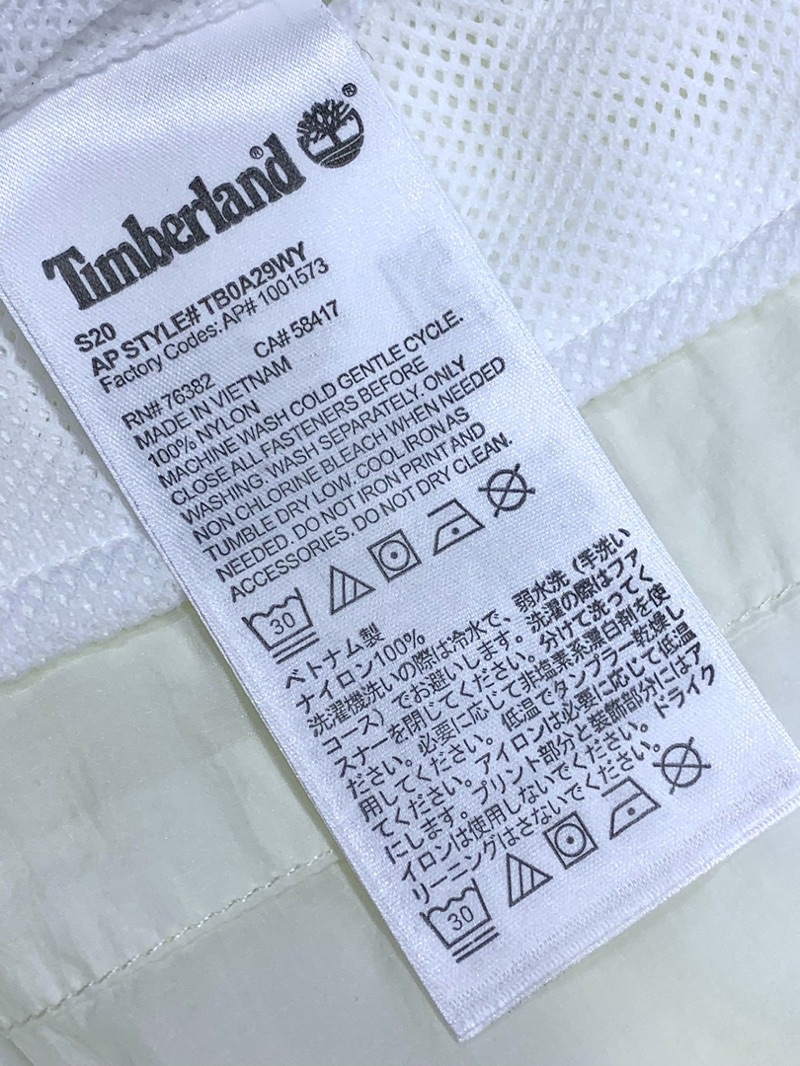 Timberland®
®
S20
AP STYLE# TB0A29WY
Factory Codes: AP# 1001573
RN# 76382 CA# 58417
MADE IN VIETNAM
100% NYLON
MACHINE WASH COLD GENTLE CYCLE.
CLOSE ALL FASTENERS BEFORE
WASHING. WASH SEPARATELY. ONLY
NON CHLORINE BLEACH WHEN NEEDED
TUMBLE DRY LOW. COOL IRON AS
NEEDED. DO NOT IRON PRINT AND
ACCESSORIES. DO NOT DRY CLEAN.
30
ベトナム製
ナイロン100%
洗濯機洗いの際は冷水で、弱水洗（手洗い
コース）でお避いします。洗濯の際はファ
スナーを閉じてください。分けて洗ってく
ださい。必要に応じて非塩素系漂白剤を使
用してください。低温でタンブラー乾燥し
てください。アイロンは必要に応じて低温
にします。プリント部分と装飾部分にはア
イロンは使用しないでください。ドライク
リーニングはさないでください。
30